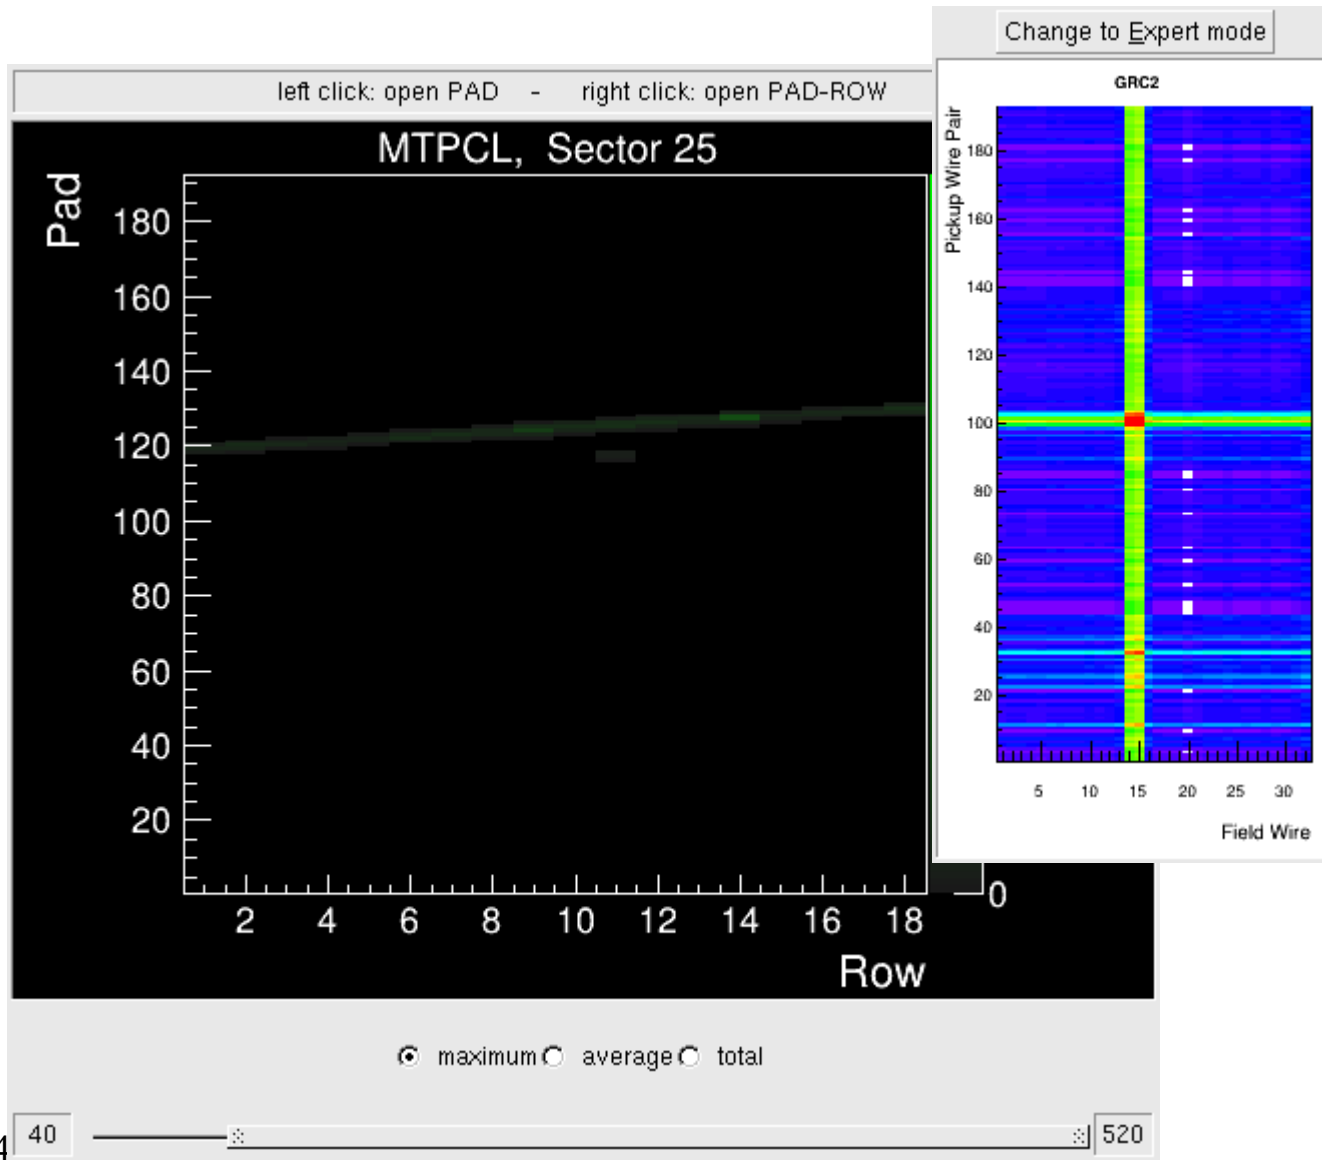 Change to Expert mode
left click: open PAD - right click: open PAD-ROW
GRC2
MTPCL, Sector 25
Pad
180
160
140
120
100
80
60
40
20
2 4 6 8 10 12 14 16 18
Row
0
Pickup Wire Pair
180
160
140
120
100
80
60
40
20
5 10 15 20 25 30
Field Wire
maximum average total
40
520
4